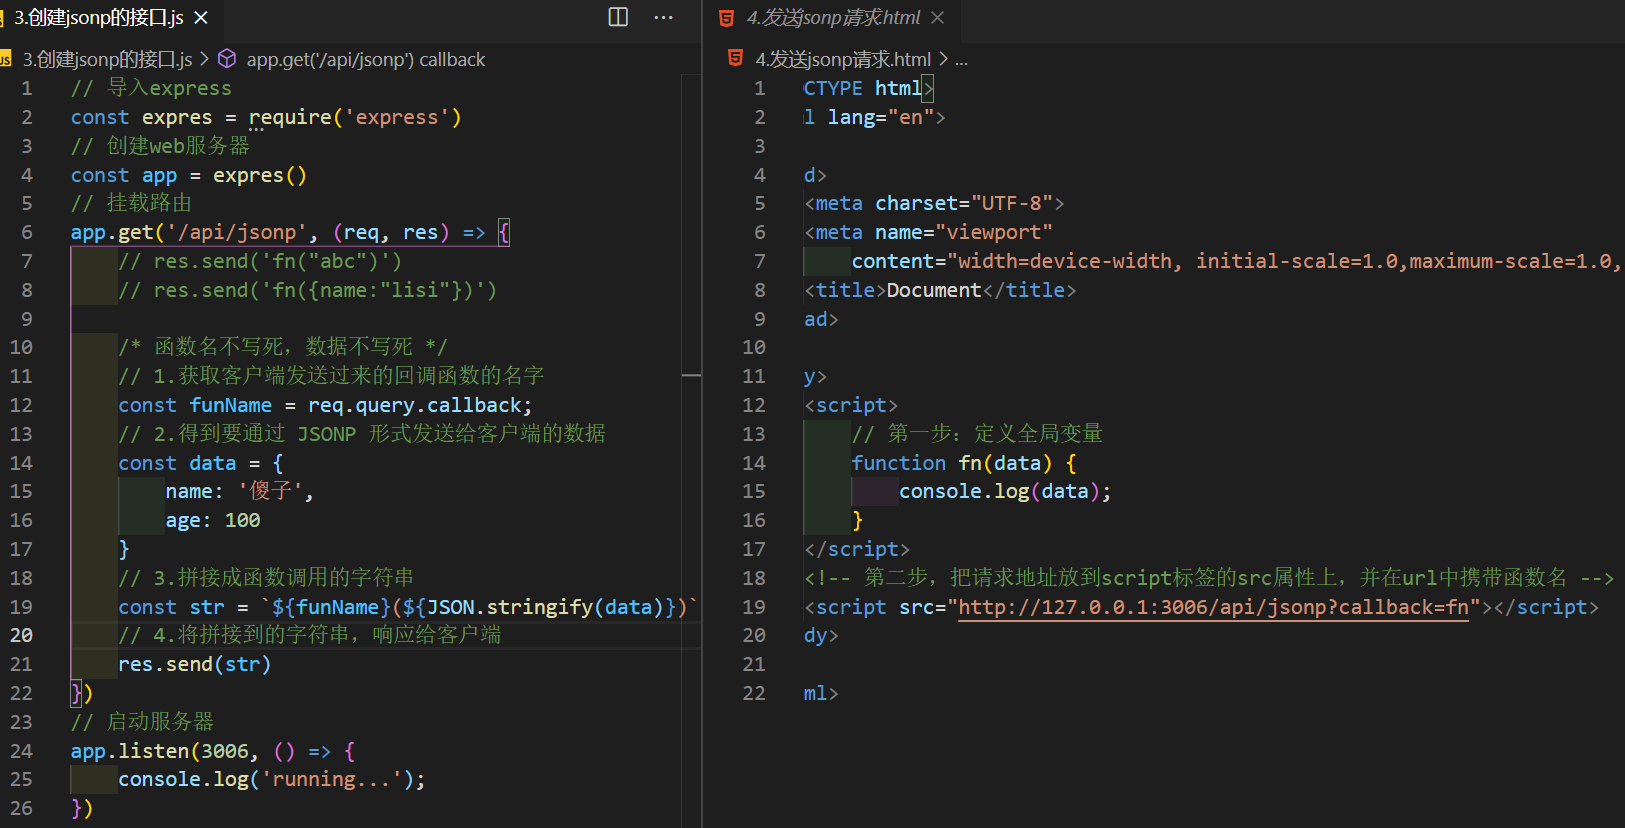 3.创建jsonp的接口.js
3.创建jsonp的接口.js > app.get('/api/jsonp') callback
1 // 导入express
2 const expres = require('express')
3 // 创建web服务器
4 const app = expres()
5 // 挂载路由
6 app.get('/api/jsonp', (req, res) => {
7 // res.send('fn("abc")')
8 // res.send('fn({name:"lisi"})')
9
10 /* 函数名不写死，数据不写死 */
11 // 1.获取客户端发送过来的回调函数的名字
12 const funName = req.query.callback;
13 // 2.得到要通过 JSONP 形式发送给客户端的数据
14 const data = {
15 name: '傻子',
16 age: 100
17 }
18 // 3.拼接成函数调用的字符串
19 const str = `${funName}(${JSON.stringify(data)})`
20 // 4.将拼接到的字符串，响应给客户端
21 res.send(str)
22 })
23 // 启动服务器
24 app.listen(3006, () => {
25 console.log('running...');
26 })
4.发送jsonp请求.html
4.发送jsonp请求.html > ...
1 CTYPE html>
2 l lang="en">
3
4 d>
5 <meta charset="UTF-8">
6 <meta name="viewport"
7 content="width=device-width, initial-scale=1.0,maximum-scale=1.0,
8 <title>Document</title>
9 ad>
10
11 y>
12 <script>
13 // 第一步：定义全局变量
14 function fn(data) {
15 console.log(data);
16 }
17 </script>
18 <!-- 第二步，把请求地址放到script标签的src属性上，并在url中携带函数名 -->
19 <script src="http://127.0.0.1:3006/api/jsonp?callback=fn"></script>
20 dy>
21
22 ml>